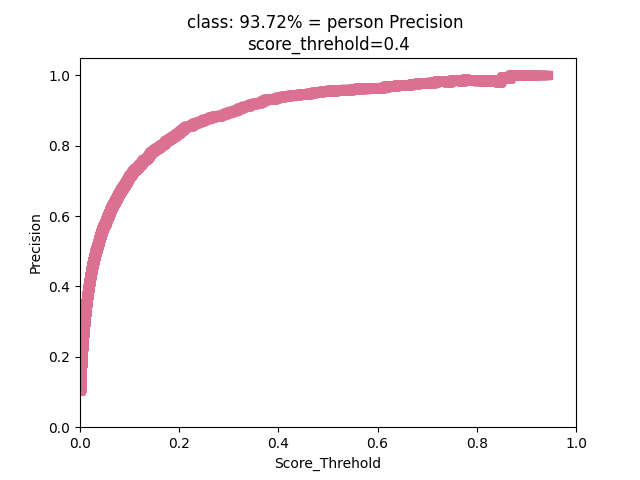 class: 93.72% = person Precision
score_threhold=0.4
1.0
0.8
0.6
0.4
0.2
0.0
Precision
0.0 0.2 0.4 0.6 0.8 1.0
Score_Threhold